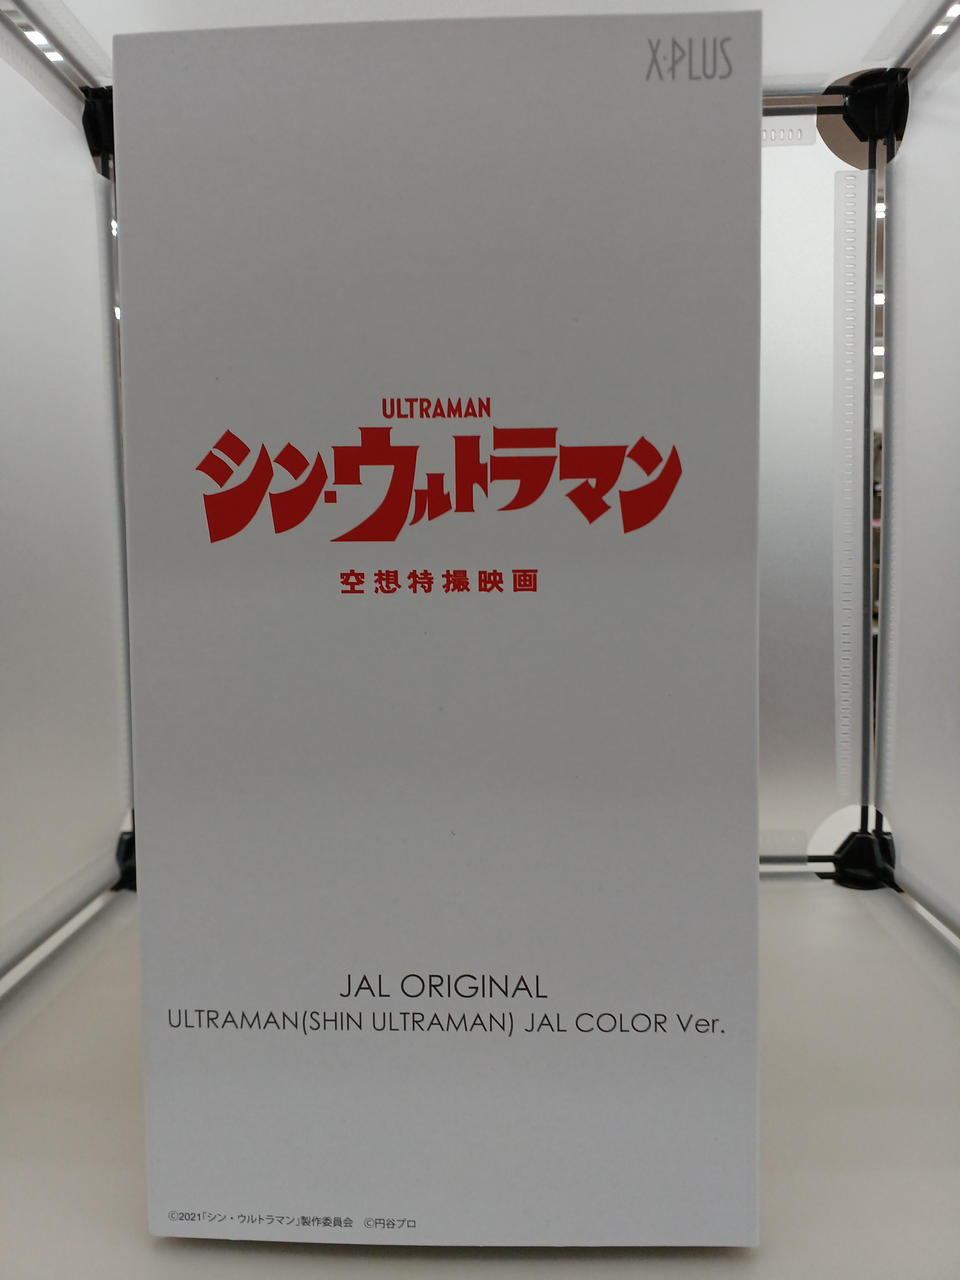 X-PLUS
ULTRAMAN
シン・ウルトラマン
空想特撮映画
JAL ORIGINAL
ULTRAMAN(SHIN ULTRAMAN) JAL COLOR Ver.
©2021「シン・ウルトラマン」製作委員会 ©円谷プロ